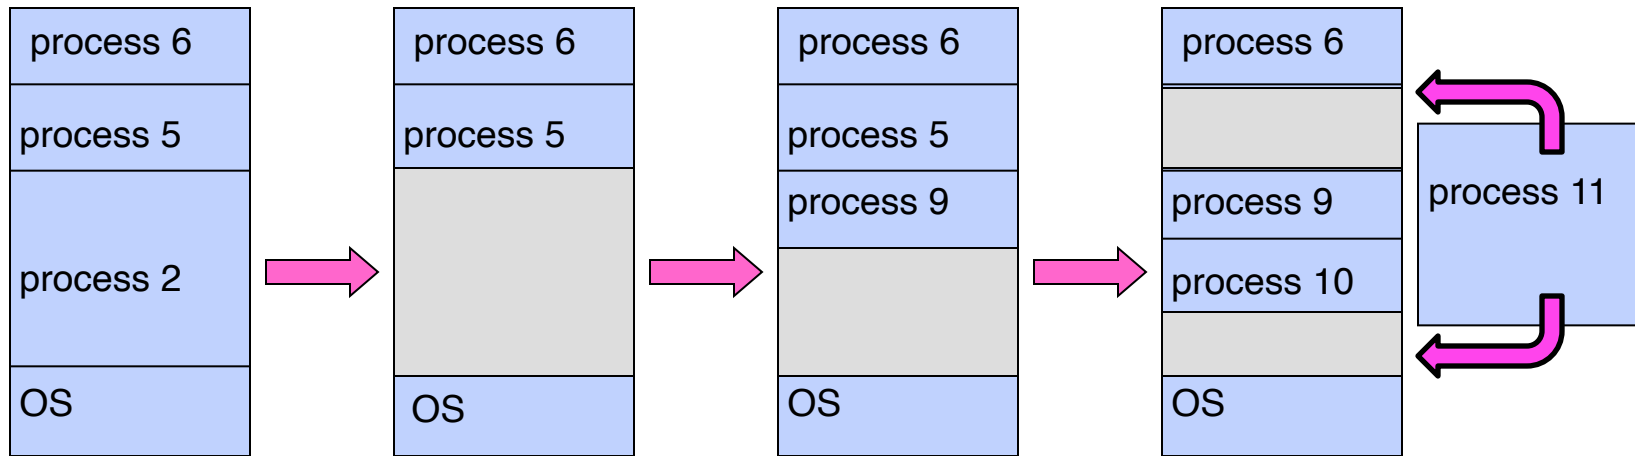 process 6
process 5
process 2
OS
process 6
process 5
OS
process 6
process 5
process 9
OS
process 6
process 9
process 10
OS
process 11